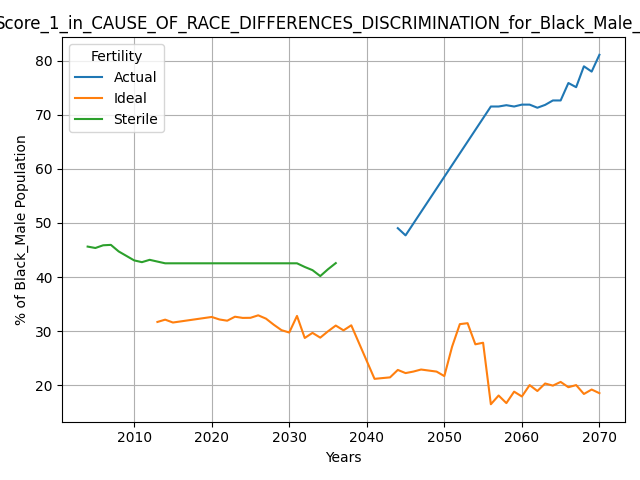 Score_1_in_CAUSE_OF_RACE_DIFFERENCES_DISCRIMINATION_for_Black_Male_
Fertility
Actual
Ideal
Sterile
% of Black_Male Population
80
70
60
50
40
30
20
2010 2020 2030 2040 2050 2060 2070
Years